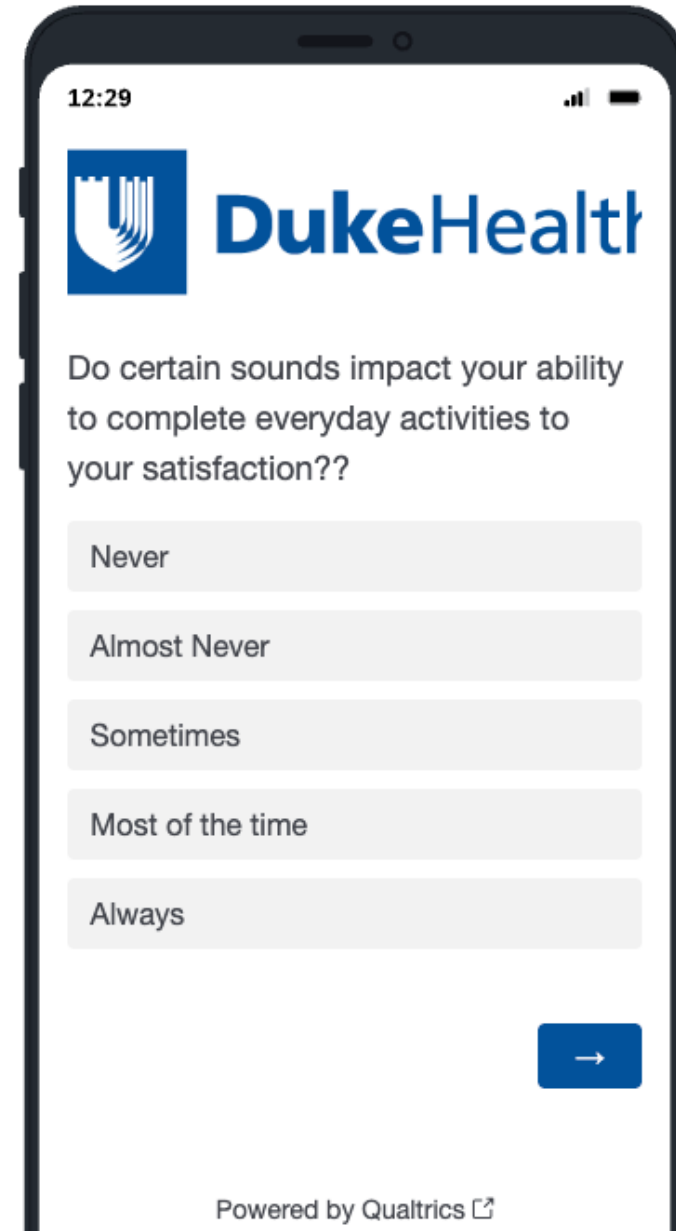 12:29
DukeHealth
Do certain sounds impact your ability
to complete everyday activities to
your satisfaction??
Never
Almost Never
Sometimes
Most of the time
Always
→
Powered by Qualtrics